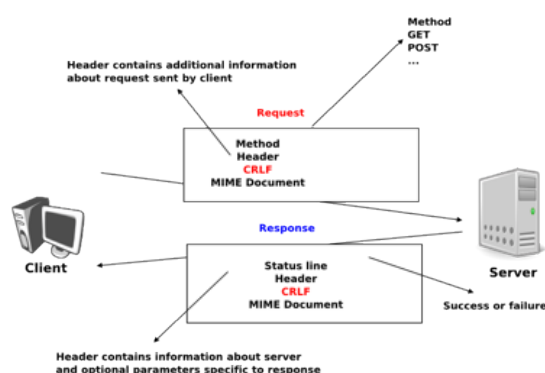 Method
GET
POST
...
Header contains additional information
about request sent by client
Request
Method
Header
CRLF
MIME Document
Response
Client
Server
Status line
Header
CRLF
MIME Document
Success or failure
Header contains information about server
and optional parameters specific to response